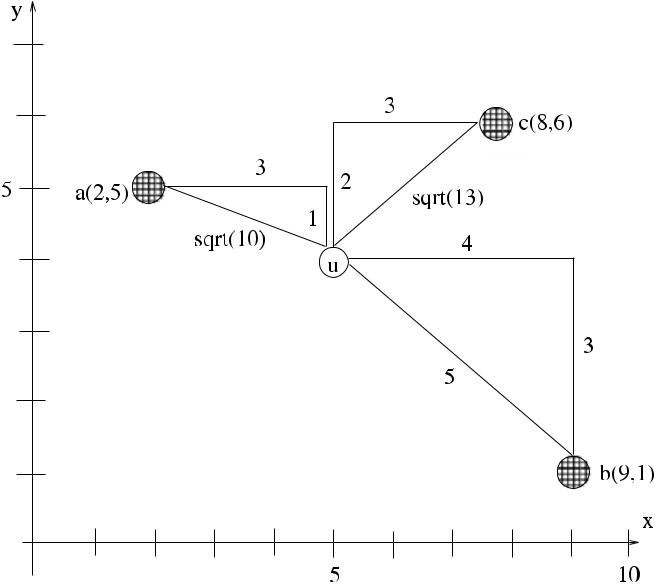 y
3
c(8,6)
5
a(2,5)
3
2
1
sqrt(13)
sqrt(10)
4
u
3
5
b(9,1)
x
5
10